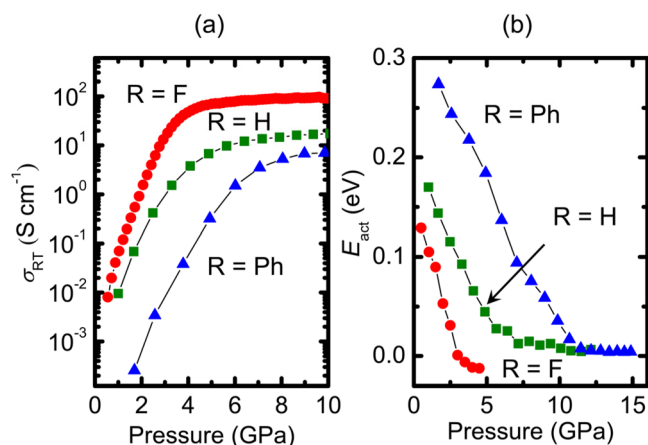 (a)
(b)
σRT (S cm⁻¹)
10²
10¹
10⁰
10⁻¹
10⁻²
10⁻³
R = F
R = H
R = Ph
0 2 4 6 8 10
Pressure (GPa)
Eact (eV)
0.3
0.2
0.1
0.0
R = Ph
R = H
R = F
0 5 10 15
Pressure (GPa)